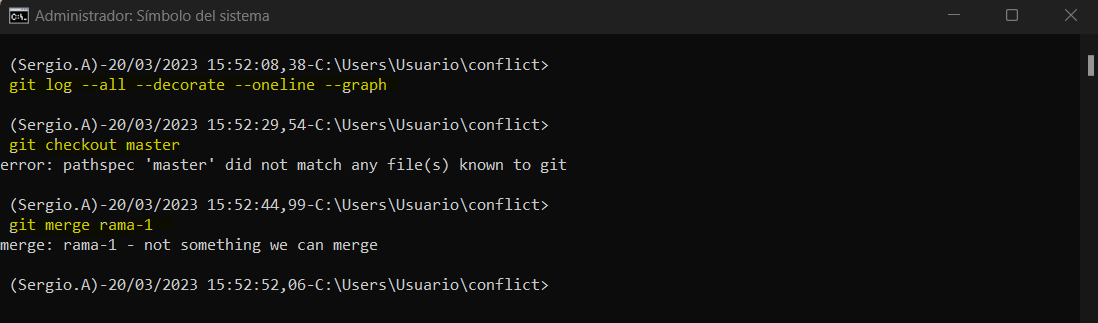 Administrador: Símbolo del sistema
(Sergio.A)-20/03/2023 15:52:08,38-C:\Users\Usuario\conflict>
git log --all --decorate --oneline --graph
(Sergio.A)-20/03/2023 15:52:29,54-C:\Users\Usuario\conflict>
git checkout master
error: pathspec 'master' did not match any file(s) known to git
(Sergio.A)-20/03/2023 15:52:44,99-C:\Users\Usuario\conflict>
git merge rama-1
merge: rama-1 - not something we can merge
(Sergio.A)-20/03/2023 15:52:52,06-C:\Users\Usuario\conflict>